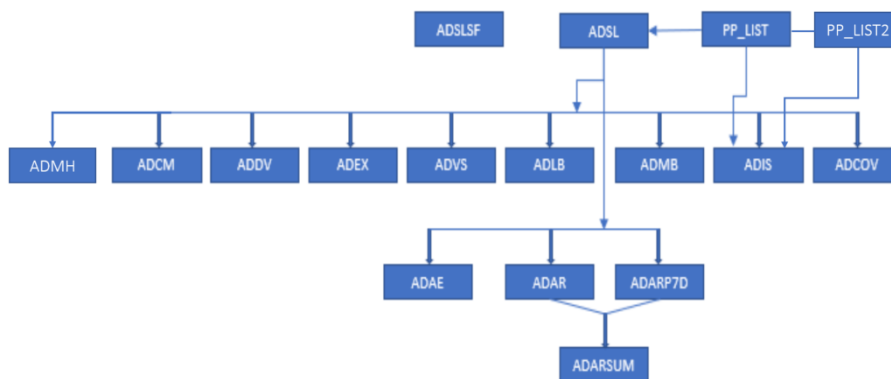 ADSLSF
ADSL
PP_LIST
PP_LIST2
ADMH
ADCM
ADDV
ADEX
ADVS
ADLB
ADMB
ADIS
ADCOV
ADAE
ADAR
ADARP7D
ADARSUM